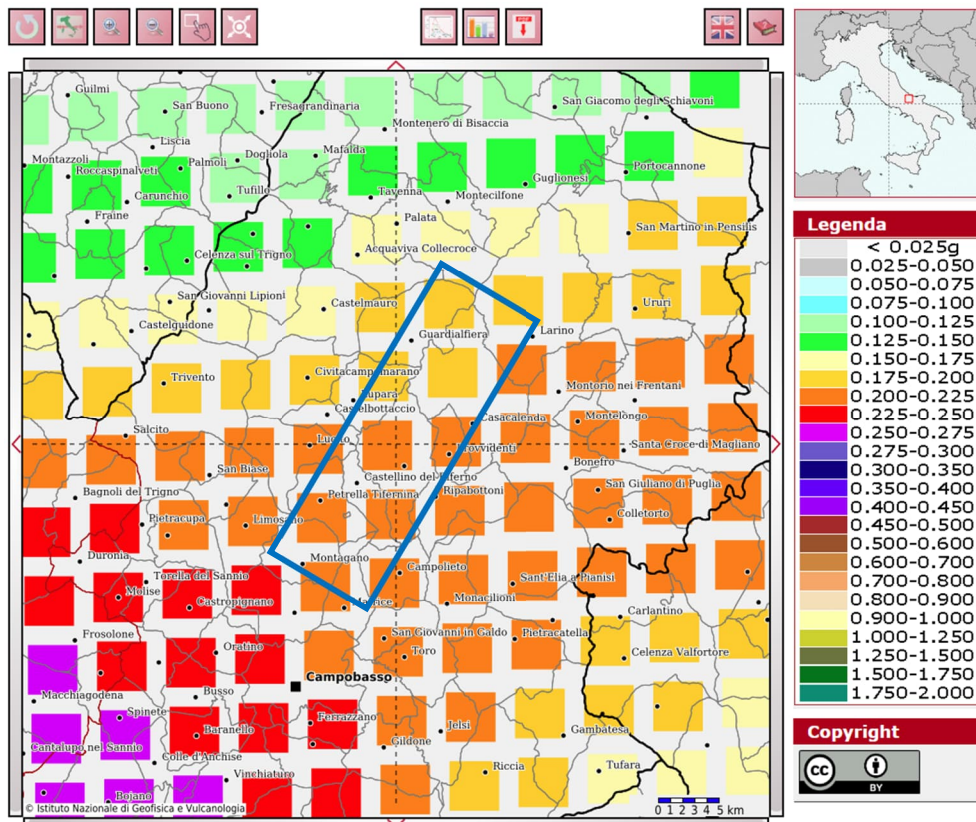 PDF
Guilmi
San Buono
Fresagrandinaria
San Giacomo degli Schiavoni
Montenero di Bisaccia
Liscia
Montazzoli
Roccaspinalveti
Palmoli
Dogliola
Mafalda
Portocannone
Carunchio
Tufillo
Tavenna
Guglionesi
Montecilfone
Fraine
Palata
San Martino in Pensilis
Celenza sul Trigno
Acquaviva Collecroce
San Giovanni Lipioni
Castelmauro
Ururi
Castelguidone
Guardialfiera
Larino
Trivento
Civitacampomarano
Montorio nei Frentani
Lupara
Castelbottaccio
Casacalenda
Montelongo
Salcito
Lucito
Provvidenti
Santa Croce di Magliano
San Biase
Castellino del Biferno
Bonefro
Bagnoli del Trigno
Petrella Tifernina
Ripabottoni
San Giuliano di Puglia
Pietracupa
Limosano
Colletorto
Duronia
Montagano
Campolieto
Torella del Sannio
Sant'Elia a Pianisi
Molise
Castropignano
Matrice
Monacilioni
Carlantino
Frosolone
Oratino
San Giovanni in Galdo
Pietracatella
Toro
Celenza Valfortore
Campobasso
Macchiagodena
Busso
Spinete
Ferrazzano
Baranello
Jelsi
Gambatesa
Cantalupo nel Sannio
Colle d'Anchise
Gildone
Vinchiaturo
Riccia
Tufara
Bojano
© Istituto Nazionale di Geofisica e Vulcanologia
0 1 2 3 4 5 km
Legenda
< 0.025g
0.025-0.050
0.050-0.075
0.075-0.100
0.100-0.125
0.125-0.150
0.150-0.175
0.175-0.200
0.200-0.225
0.225-0.250
0.250-0.275
0.275-0.300
0.300-0.350
0.350-0.400
0.400-0.450
0.450-0.500
0.500-0.600
0.600-0.700
0.700-0.800
0.800-0.900
0.900-1.000
1.000-1.250
1.250-1.500
1.500-1.750
1.750-2.000
Copyright
cc
BY